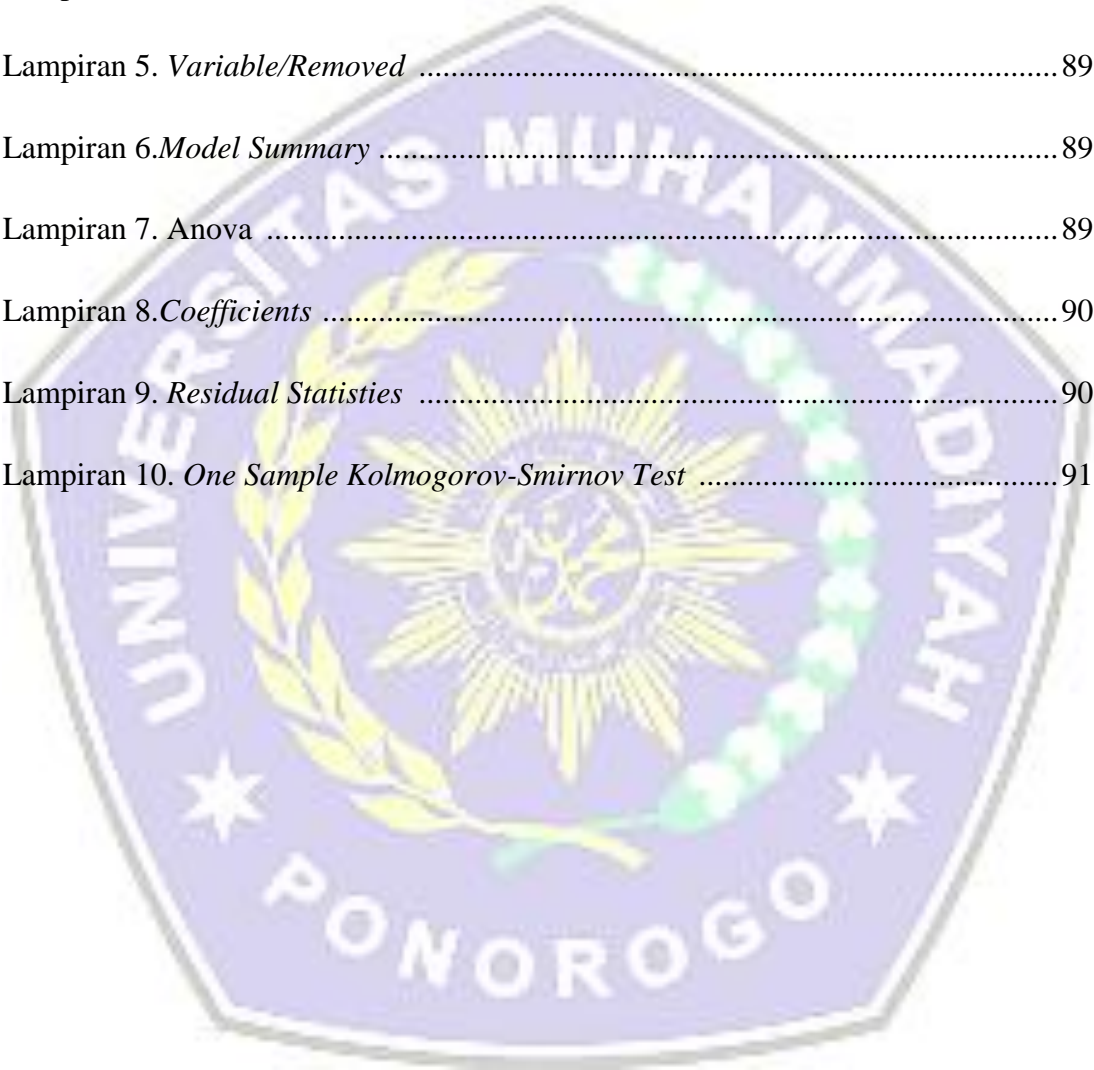 Lampiran 5. Variable/Removed ........................................................................ 89
Lampiran 6.Model Summary ........................................................................ 89
Lampiran 7. Anova ........................................................................ 89
Lampiran 8.Coefficients ........................................................................ 90
Lampiran 9. Residual Statisties ........................................................................ 90
Lampiran 10. One Sample Kolmogorov-Smirnov Test ........................................................................ 91
UNIVERSITAS MUHAMMADIYAH
PONOROGO